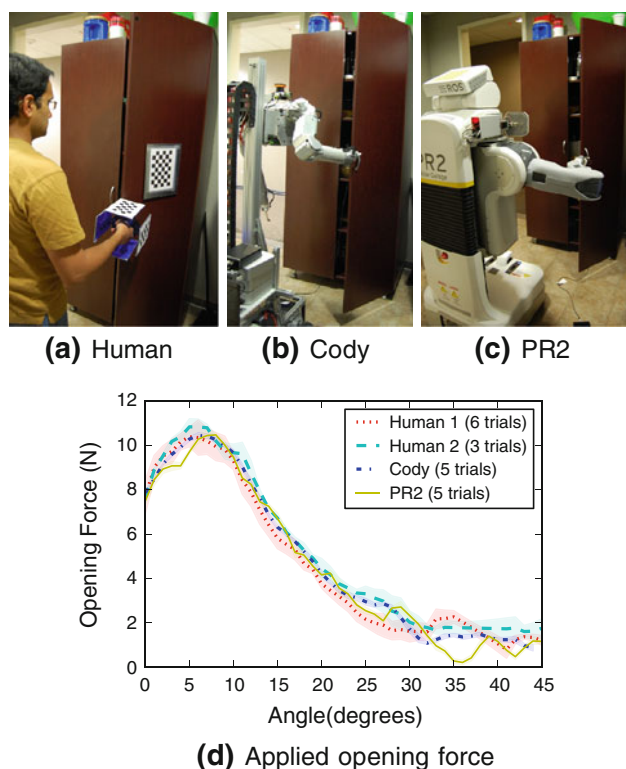 ROS
PR2
(a) Human
(b) Cody
(c) PR2
12
10
8
6
4
2
0
Opening Force (N)
Human 1 (6 trials)
Human 2 (3 trials)
Cody (5 trials)
PR2 (5 trials)
0 5 10 15 20 25 30 35 40 45
Angle(degrees)
(d) Applied opening force